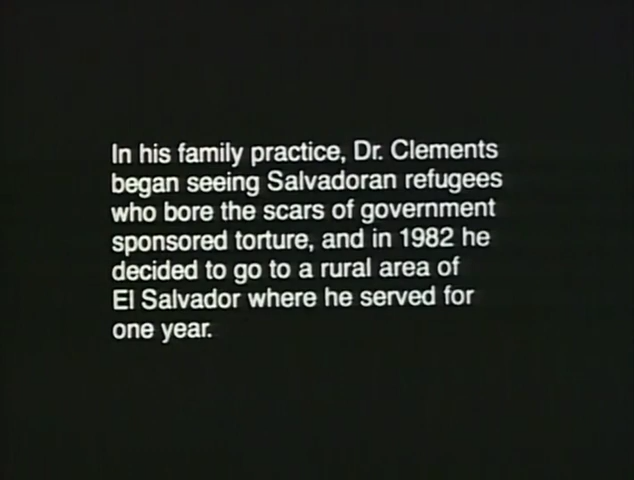 In his family practice, Dr. Clements
began seeing Salvadoran refugees
who bore the scars of government
sponsored torture, and in 1982 he
decided to go to a rural area of
El Salvador where he served for
one year.